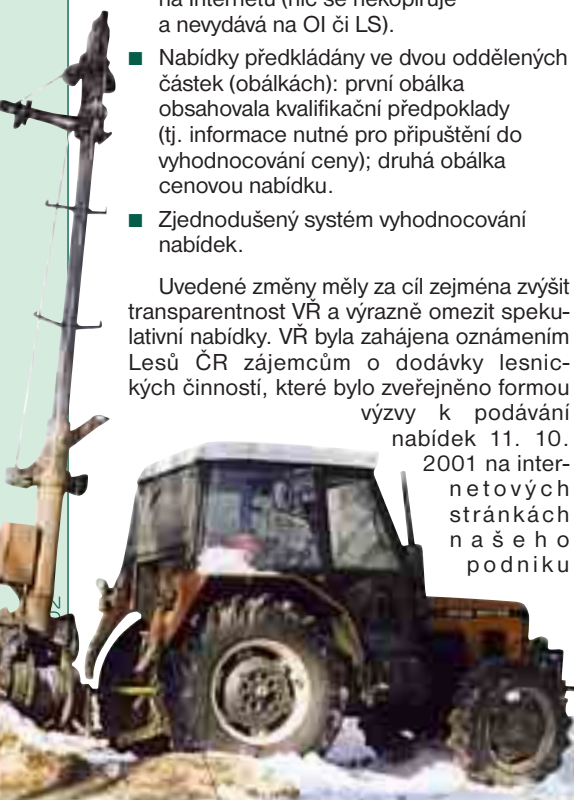 na internetu (nic se nekopíruje
a nevydává na OI či LS).
■ Nabídky předkládány ve dvou oddělených
částek (obálkách): první obálka
obsahovala kvalifikační předpoklady
(tj. informace nutné pro připuštění do
vyhodnocování ceny); druhá obálka
cenovou nabídku.
■ Zjednodušený systém vyhodnocování
nabídek.
Uvedené změny měly za cíl zejména zvýšit
transparentnost VŘ a výrazně omezit speku-
lativní nabídky. VŘ byla zahájena oznámením
Lesů ČR zájemcům o dodávky lesnic-
kých činností, které bylo zveřejněno formou
výzvy k podávání
nabídek 11. 10.
2001 na inter-
netových
stránkách
našeho
podniku